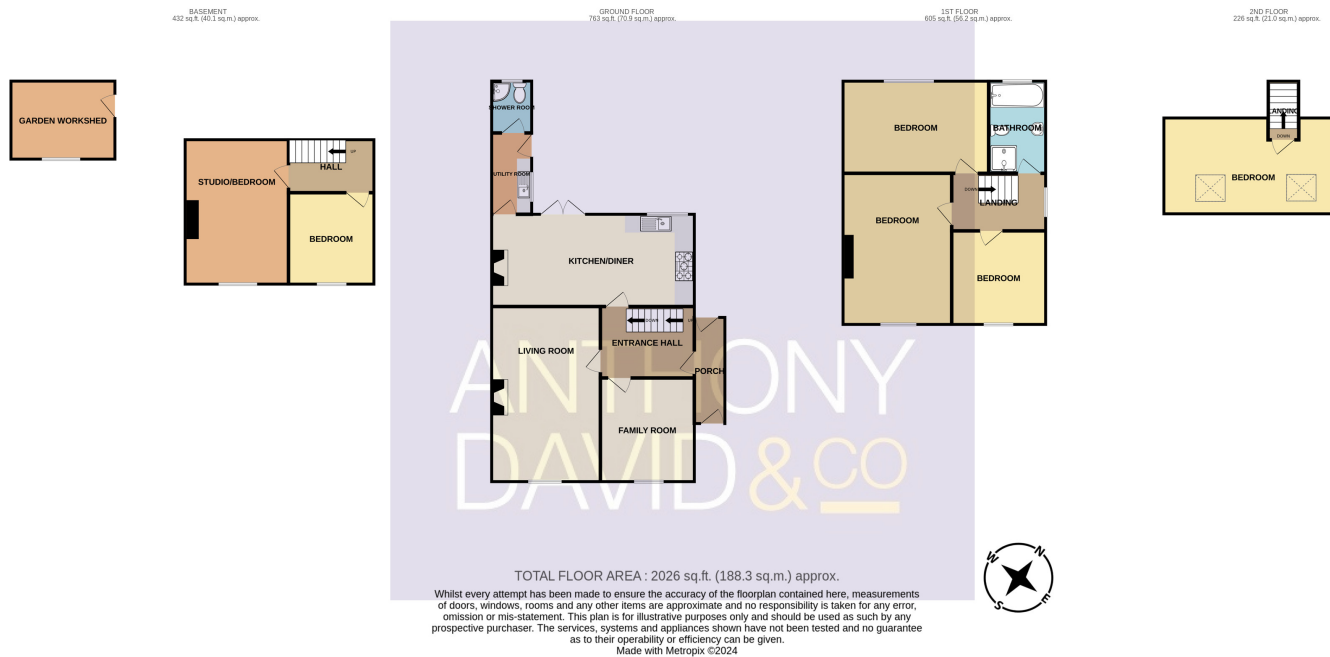 BASEMENT
432 sq.ft. (40.1 sq.m.) approx.
GROUND FLOOR
763 sq.ft. (70.9 sq.m.) approx.
1ST FLOOR
605 sq.ft. (56.2 sq.m.) approx.
2ND FLOOR
226 sq.ft. (21.0 sq.m.) approx.
GARDEN WORKSHED
STUDIO/BEDROOM
UP
HALL
BEDROOM
SHOWER ROOM
UTILITY ROOM
KITCHEN/DINER
DOWN
UP
ENTRANCE HALL
LIVING ROOM
PORCH
FAMILY ROOM
BEDROOM
BATHROOM
DOWN
LANDING
BEDROOM
BEDROOM
LANDING
DOWN
BEDROOM
ANTHONY
DAVID & CO
N
W
E
S
TOTAL FLOOR AREA : 2026 sq.ft. (188.3 sq.m.) approx.
Whilst every attempt has been made to ensure the accuracy of the floorplan contained here, measurements
of doors, windows, rooms and any other items are approximate and no responsibility is taken for any error,
omission or mis-statement. This plan is for illustrative purposes only and should be used as such by any
prospective purchaser. The services, systems and appliances shown have not been tested and no guarantee
as to their operability or efficiency can be given.
Made with Metropix ©2024